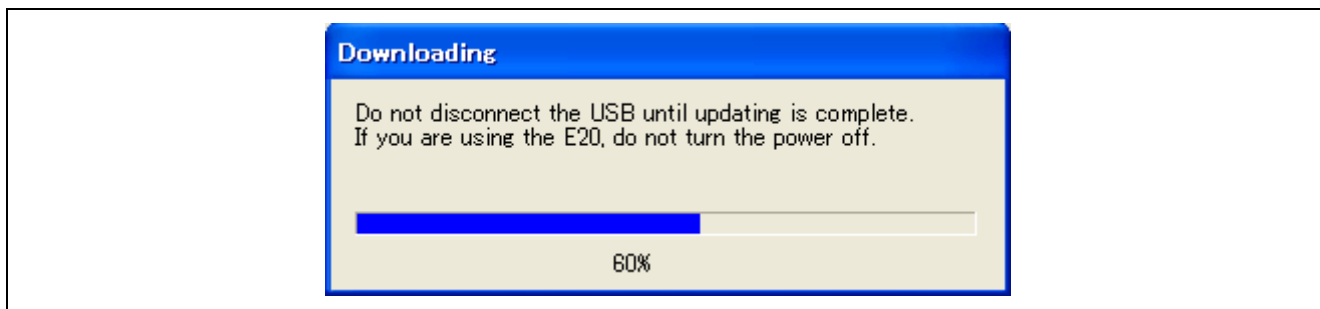 Downloading
Do not disconnect the USB until updating is complete.
If you are using the E20, do not turn the power off.
60%